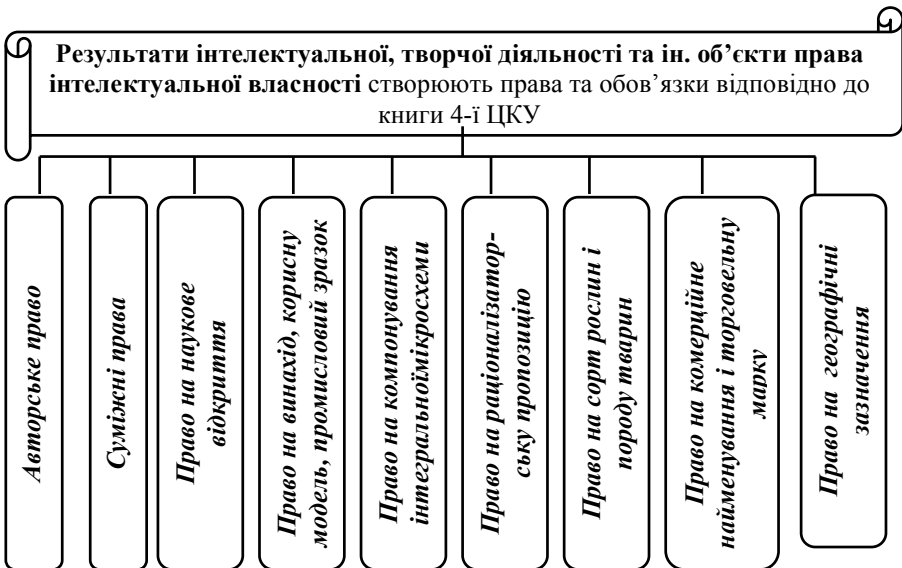 Результати інтелектуальної, творчої діяльності та ін. об’єкти права
інтелектуальної власності створюють права та обов’язки відповідно до
книги 4-ї ЦКУ
Авторське право
Суміжні права
Право на наукове
відкриття
Право на винахід, корисну
модель, промисловий зразок
Право на компонування
інтегральноїмікросхеми
Право на раціоналізатор-
ську пропозицію
Право на сорт рослин і
породу тварин
Право на комерційне
найменування і торговельну
марку
Право на географічні
зазначення